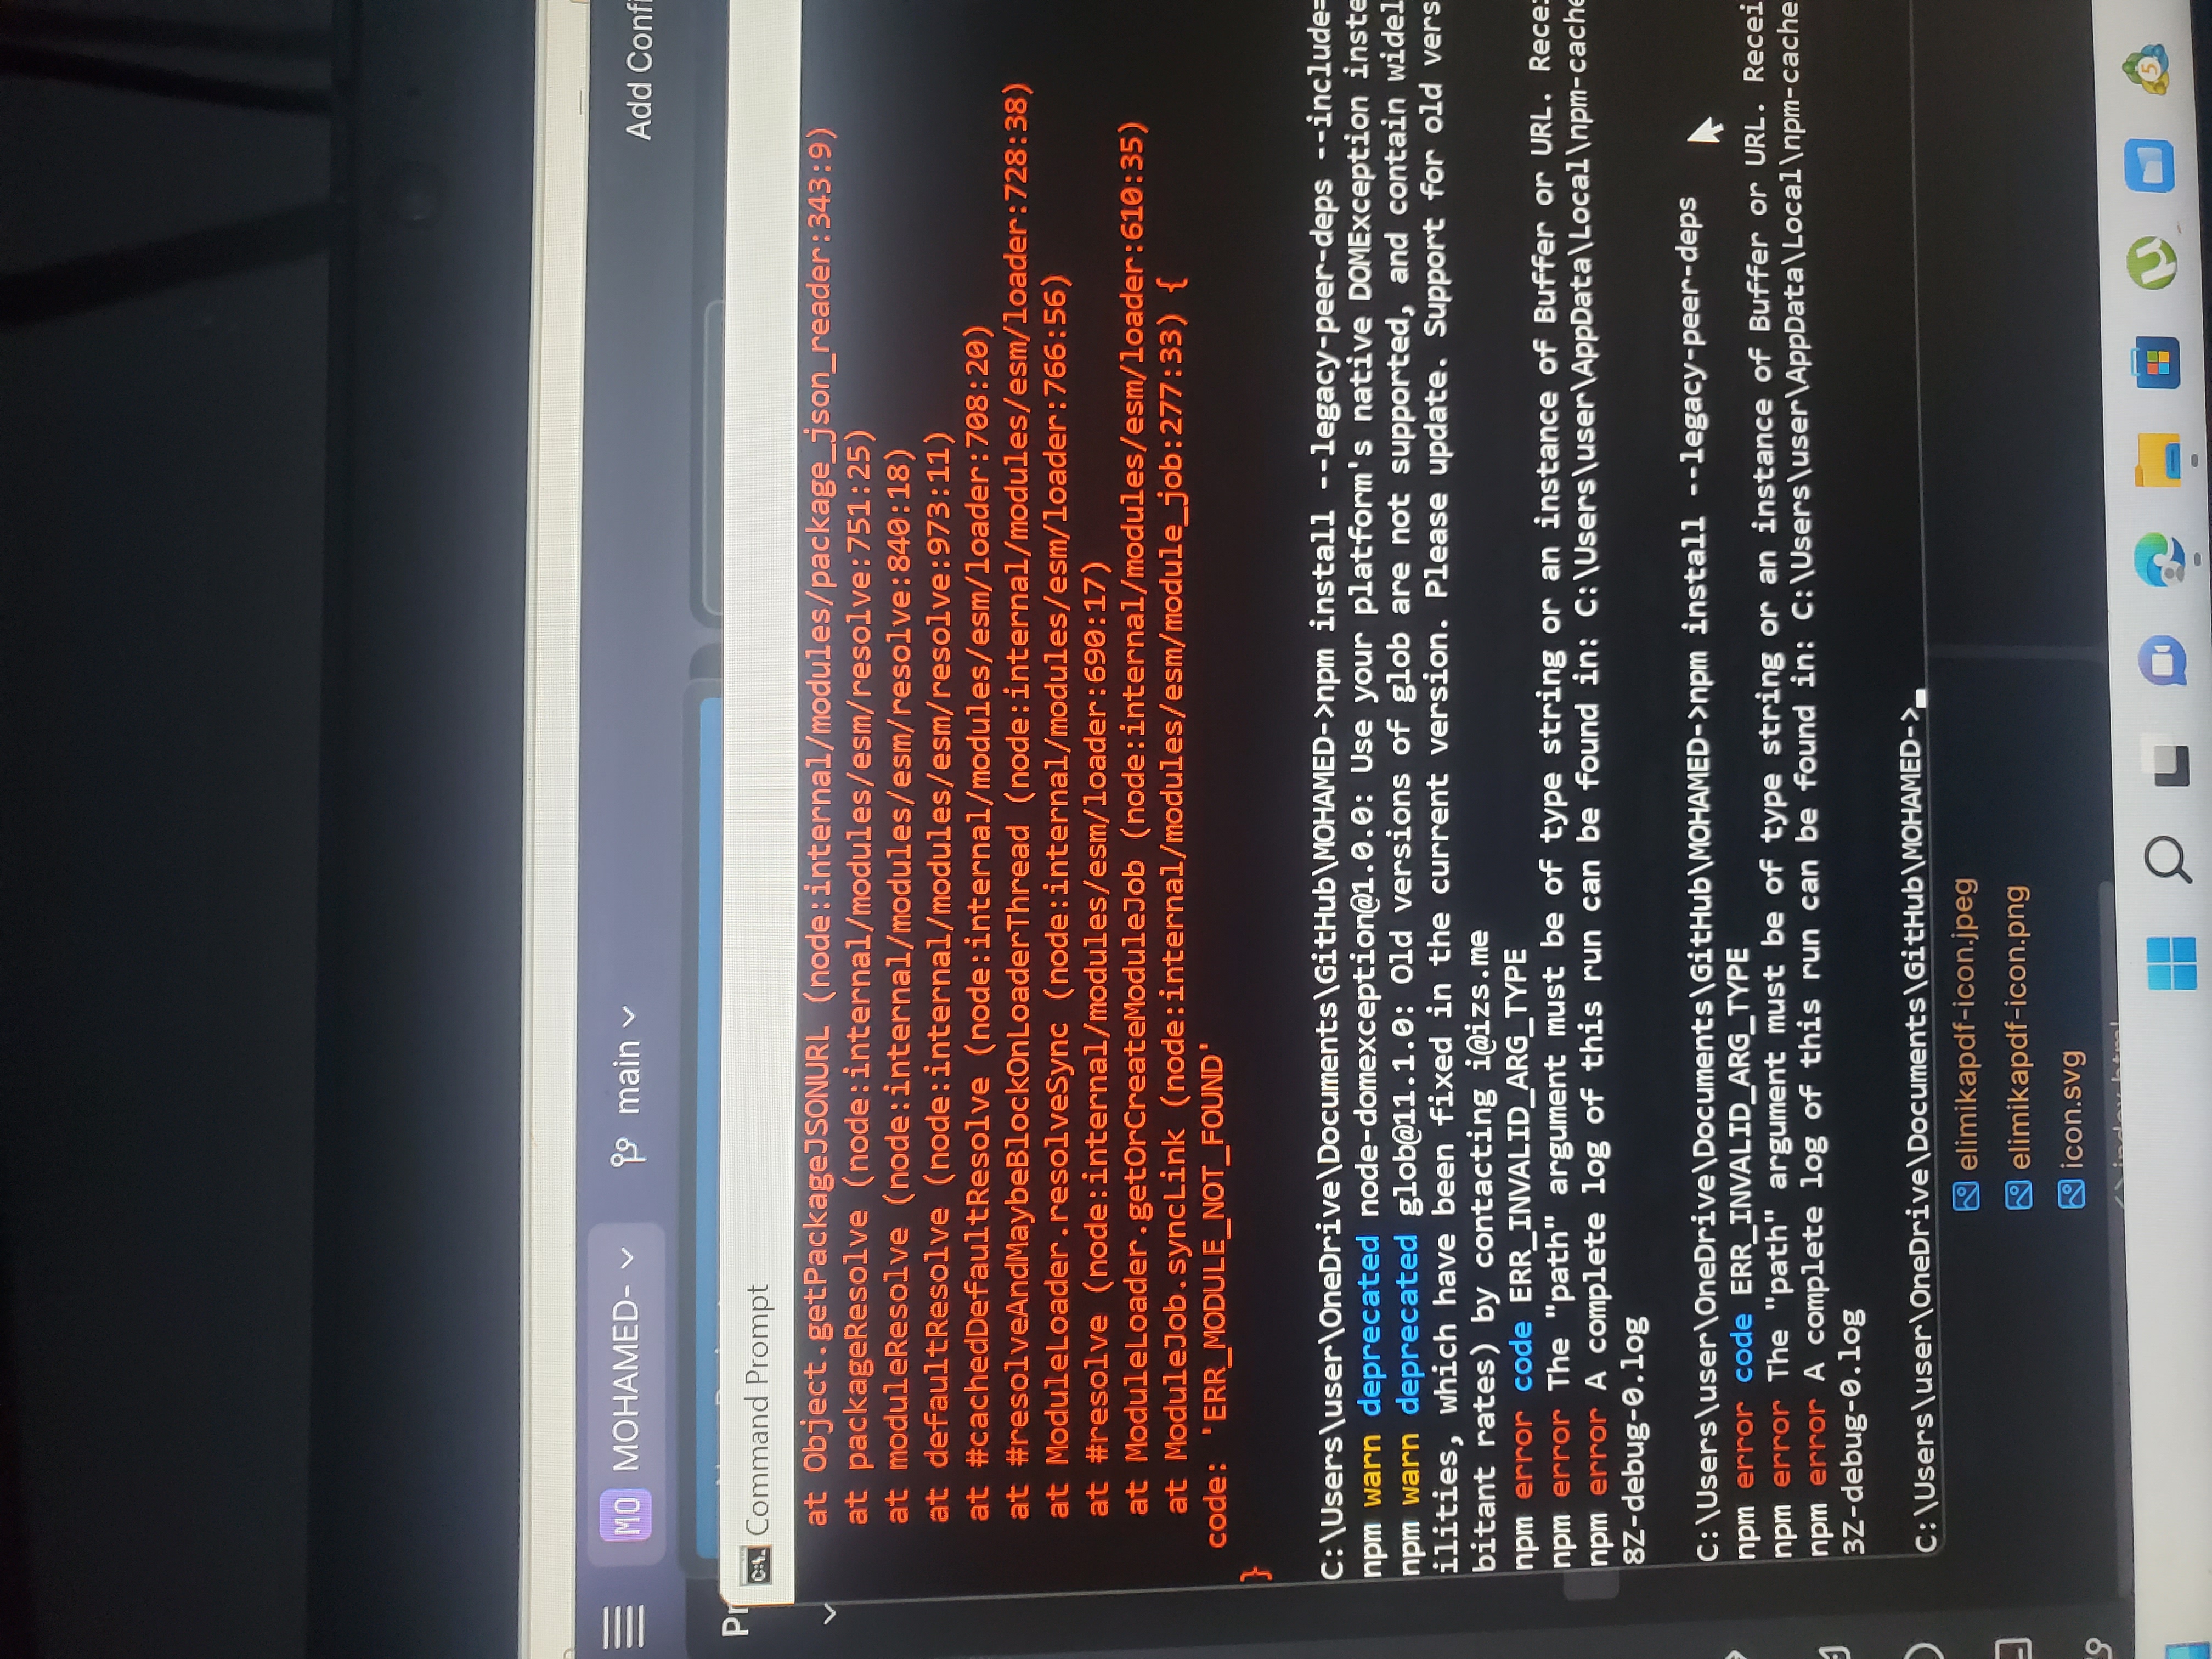 MO MOHAMED- main
Add Confi
Pr
Command Prompt
at Object.getPackageJSONURL (node:internal/modules/package_json_reader:343:9)
at packageResolve (node:internal/modules/esm/resolve:751:25)
at moduleResolve (node:internal/modules/esm/resolve:840:18)
at defaultResolve (node:internal/modules/esm/resolve:973:11)
at #cachedDefaultResolve (node:internal/modules/esm/loader:708:20)
at #resolveAndMaybeBlockOnLoaderThread (node:internal/modules/esm/loader:728:38)
at ModuleLoader.resolveSync (node:internal/modules/esm/loader:766:56)
at #resolve (node:internal/modules/esm/loader:690:17)
at ModuleLoader.getOrCreateModuleJob (node:internal/modules/esm/loader:610:35)
at ModuleJob.syncLink (node:internal/modules/esm/module_job:277:33) {
code: 'ERR_MODULE_NOT_FOUND'
}
C:\Users\user\OneDrive\Documents\GitHub\MOHAMED->npm install --legacy-peer-deps --include=
npm warn deprecated node-domexception@1.0.0: Use your platform's native DOMException inste
npm warn deprecated glob@11.1.0: Old versions of glob are not supported, and contain widel
ilities, which have been fixed in the current version. Please update. Support for old vers
bitant rates) by contacting i@izs.me
npm error code ERR_INVALID_ARG_TYPE
npm error The "path" argument must be of type string or an instance of Buffer or URL. Recei
npm error A complete log of this run can be found in: C:\Users\user\AppData\Local\npm-cache
8Z-debug-0.log
C:\Users\user\OneDrive\Documents\GitHub\MOHAMED->npm install --legacy-peer-deps
npm error code ERR_INVALID_ARG_TYPE
npm error The "path" argument must be of type string or an instance of Buffer or URL. Recei
npm error A complete log of this run can be found in: C:\Users\user\AppData\Local\npm-cache
3Z-debug-0.log
C:\Users\user\OneDrive\Documents\GitHub\MOHAMED->
elimikapdf-icon.jpeg
elimikapdf-icon.png
icon.svg
index.html